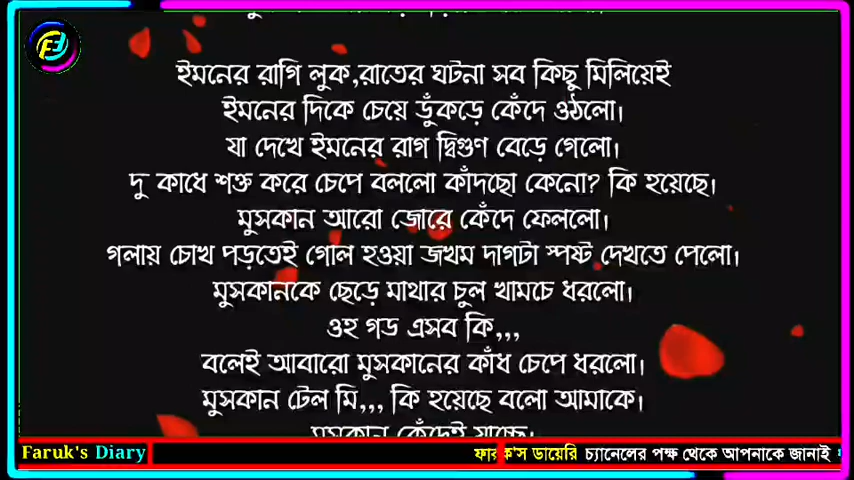 ইমনের রাগি লুক,রাতের ঘটনা সব কিছু মিলিয়েই
ইমনের দিকে চেয়ে ডুঁকড়ে কেঁদে ওঠলো।
যা দেখে ইমনের রাগ দ্বিগুণ বেড়ে গেলো।
দু কাধে শক্ত করে চেপে বললো কাঁদছো কেনো? কি হয়েছে।
মুসকান আরো জোরে কেঁদে ফেললো।
গলায় চোখ পড়তেই গোল হওয়া জখম দাগটা স্পষ্ট দেখতে পেলো।
মুসকানকে ছেড়ে মাথার চুল খামচে ধরলো।
ওহ গড এসব কি,,,
বলেই আবারো মুসকানের কাঁধ চেপে ধরলো।
মুসকান টেল মি,,, কি হয়েছে বলো আমাকে।
মুসকান কেঁদেই যাচ্ছে।
Faruk's Diary
ফারুক'স ডায়েরি চ্যানেলের পক্ষ থেকে আপনাকে জানাই